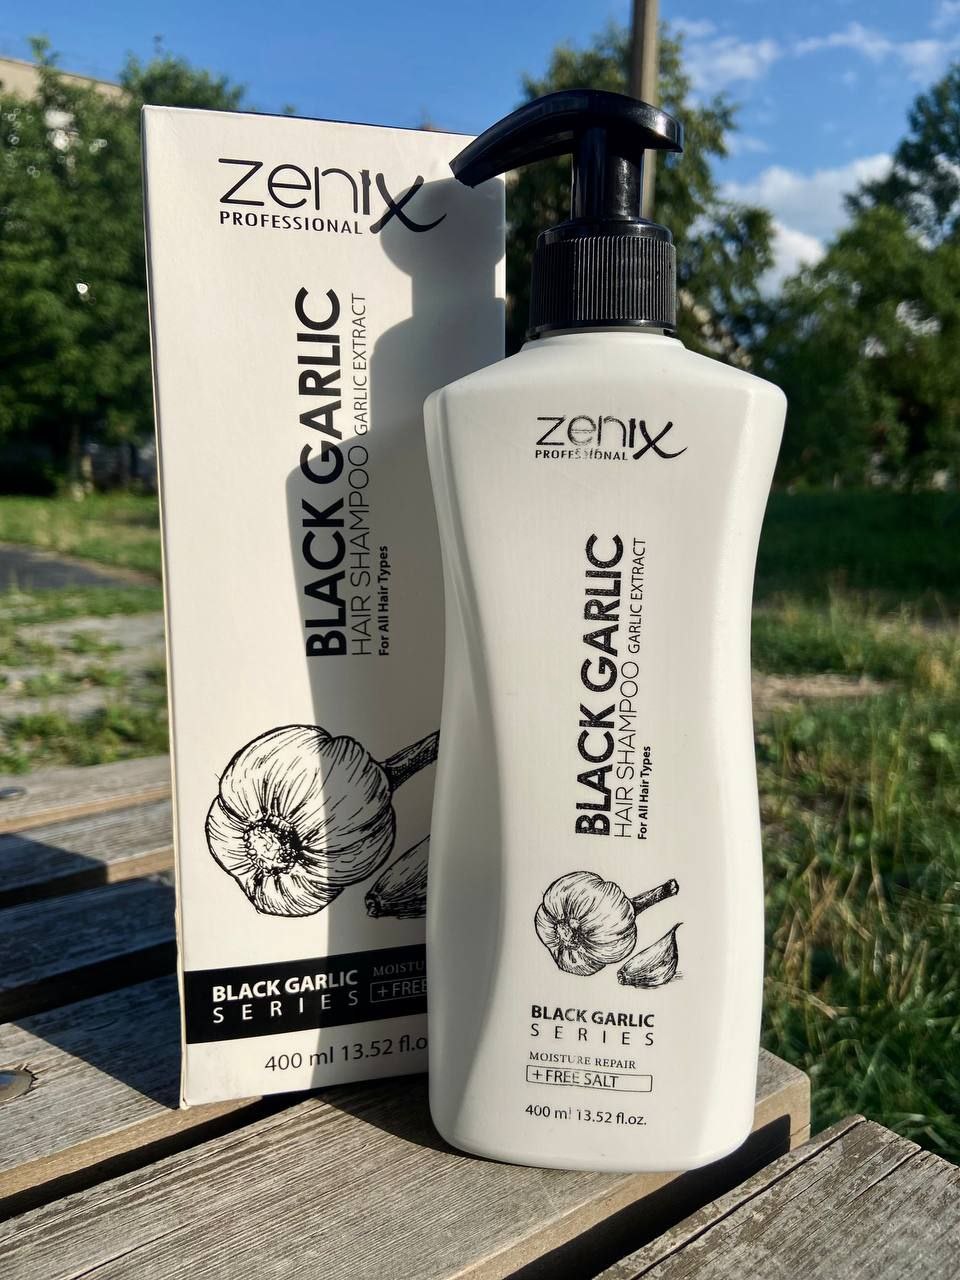 zenix
PROFESSIONAL
BLACK GARLIC
HAIR SHAMPOO GARLIC EXTRACT
For All Hair Types
BLACK GARLIC
SERIES
+FREE
400 ml 13.52 fl.o
zenix
PROFESSIONAL
BLACK GARLIC
HAIR SHAMPOO GARLIC EXTRACT
For All Hair Types
BLACK GARLIC
SERIES
MOISTURE REPAIR
+FREE SALT
400 ml 13.52 fl.oz.